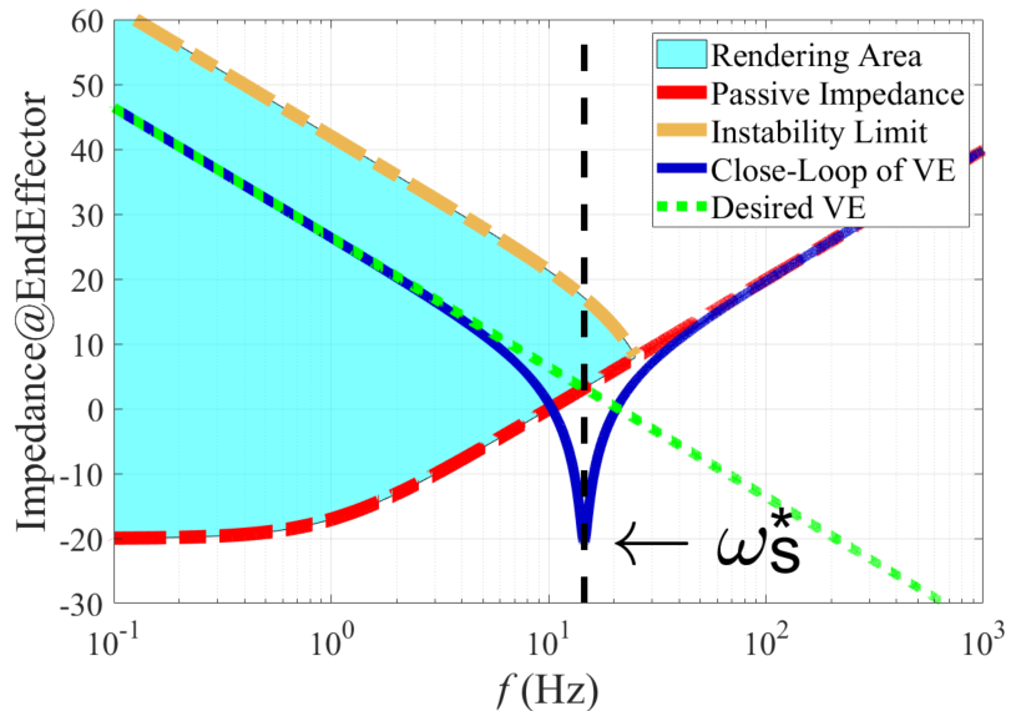 60
50
40
30
20
10
0
-10
-20
-30
Impedance@EndEffector
Rendering Area
Passive Impedance
Instability Limit
Close-Loop of VE
Desired VE
← ω*s
10-1 100 101 102 103
f (Hz)